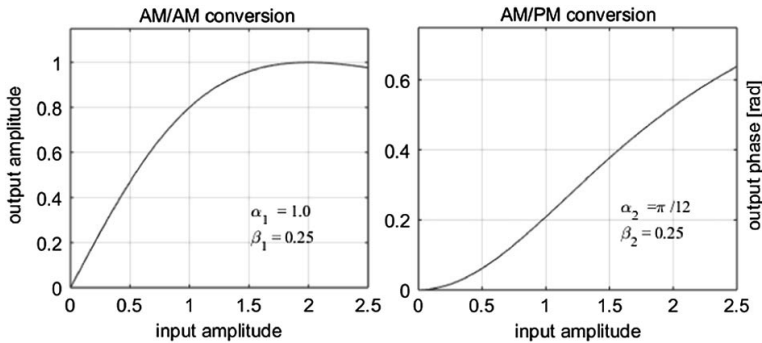 AM/AM conversion
output amplitude
1
0.8
0.6
0.4
0.2
0
0 0.5 1 1.5 2 2.5
input amplitude
α1 = 1.0
β1 = 0.25
AM/PM conversion
output phase [rad]
0.6
0.4
0.2
0
0 0.5 1 1.5 2 2.5
input amplitude
α2 =π /12
β2 = 0.25